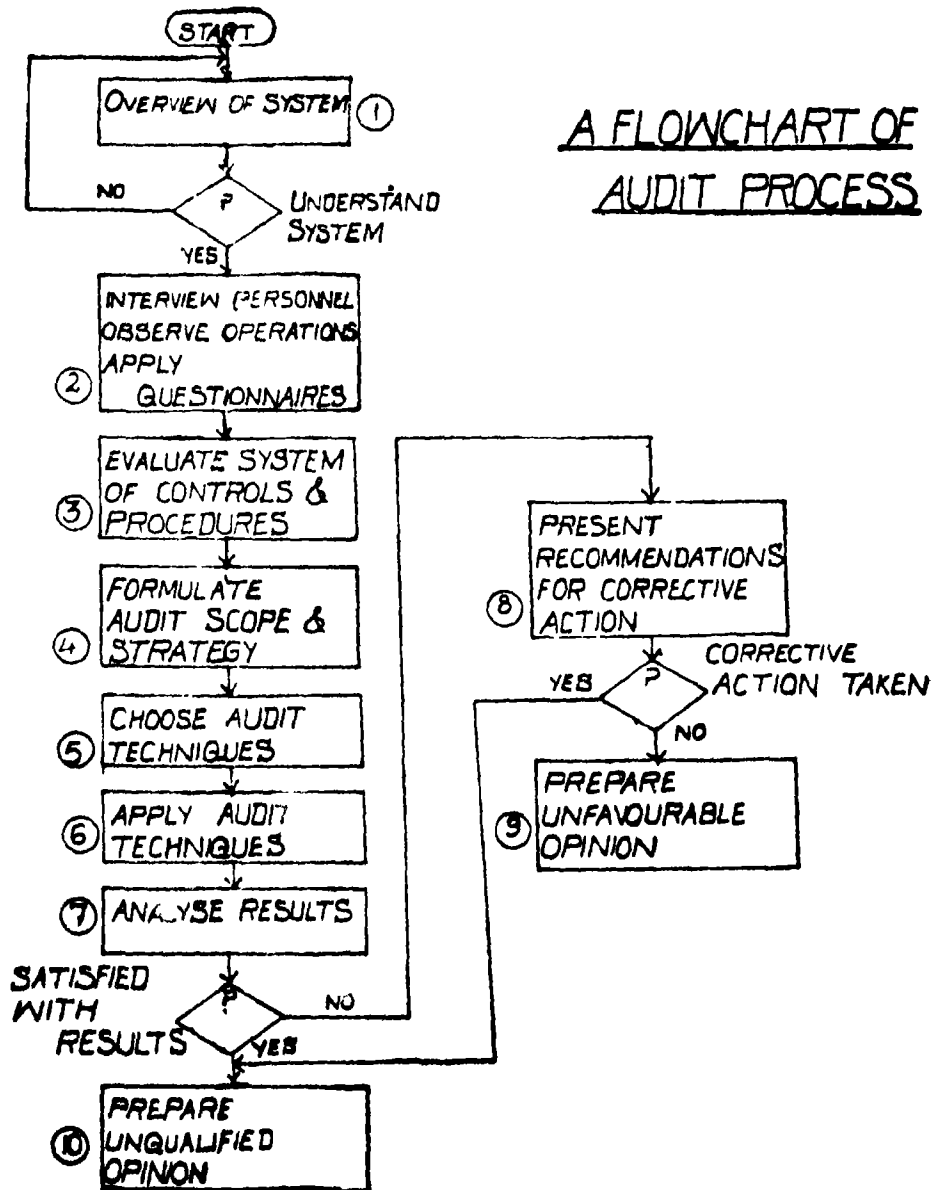 START
OVERVIEW OF SYSTEM
1
A FLOWCHART OF
AUDIT PROCESS
NO
?
UNDERSTAND
SYSTEM
YES
INTERVIEW PERSONNEL
OBSERVE OPERATIONS
APPLY
QUESTIONNAIRES
2
EVALUATE SYSTEM
OF CONTROLS &
PROCEDURES
3
FORMULATE
AUDIT SCOPE &
STRATEGY
4
CHOOSE AUDIT
TECHNIQUES
5
APPLY AUDIT
TECHNIQUES
6
7
ANALYSE RESULTS
SATISFIED
WITH
RESULTS
?
NO
YES
PRESENT
RECOMMENDATIONS
FOR CORRECTIVE
ACTION
8
?
CORRECTIVE
ACTION TAKEN
YES
NO
PREPARE
UNFAVOURABLE
OPINION
9
PREPARE
UNQUALIFIED
OPINION
10